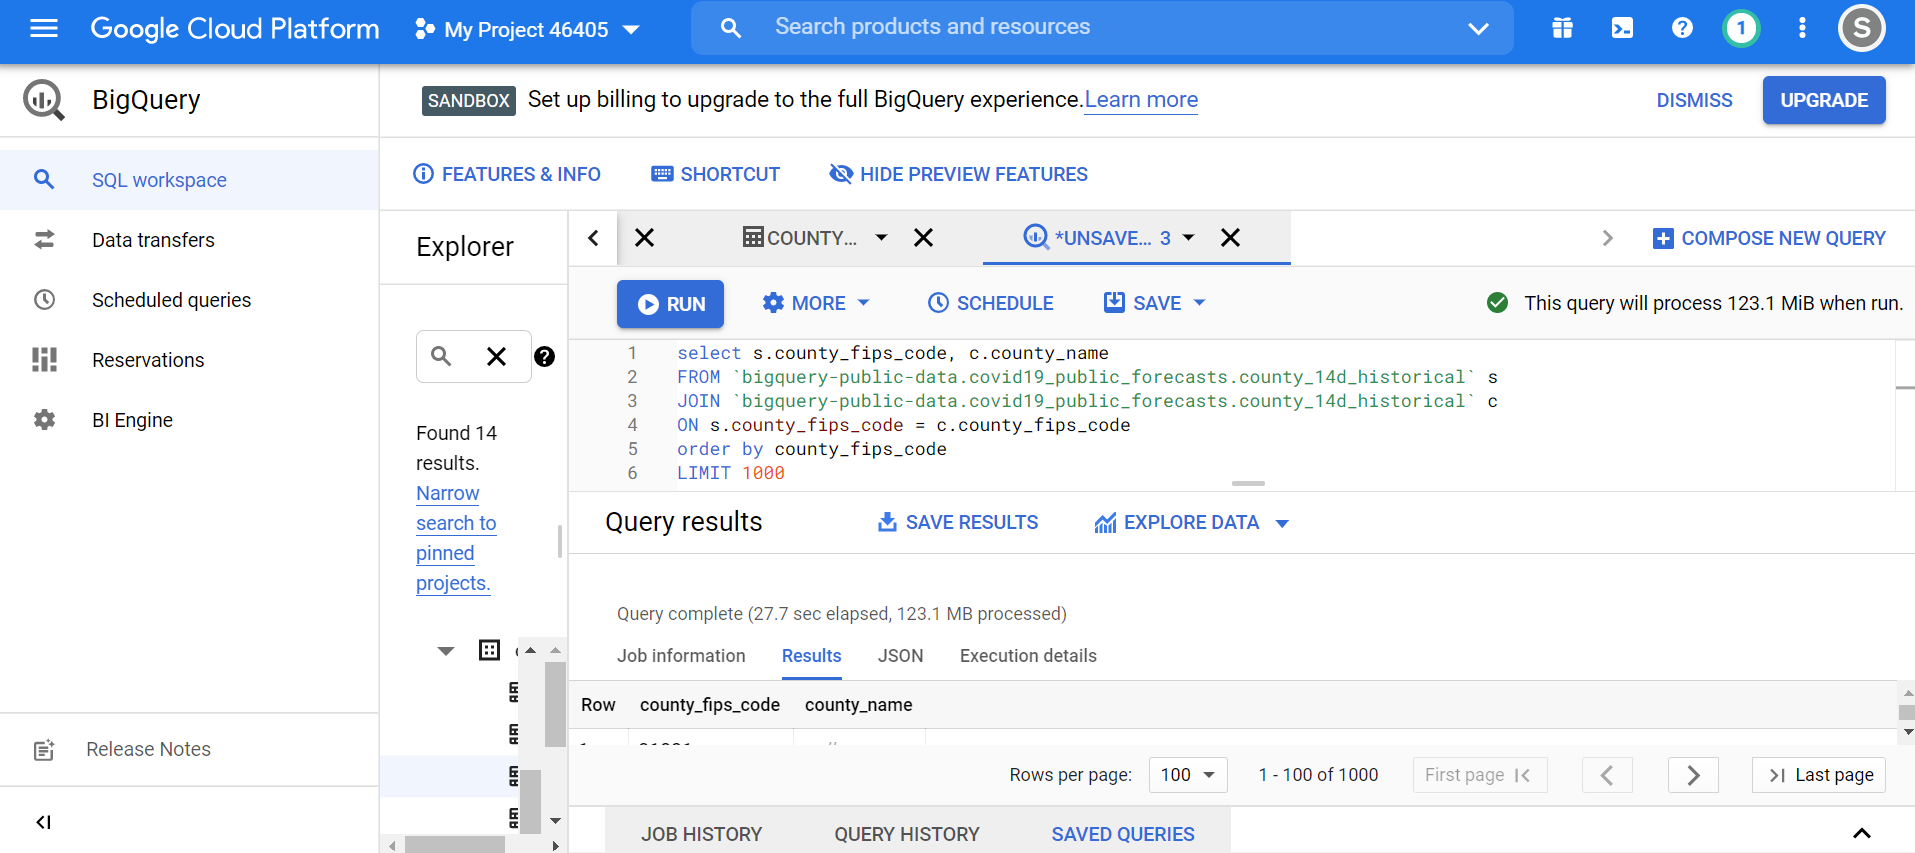 Google Cloud Platform
My Project 46405
Search products and resources
1
S
BigQuery
SANDBOX Set up billing to upgrade to the full BigQuery experience. Learn more
DISMISS
UPGRADE
SQL workspace
Data transfers
Scheduled queries
Reservations
BI Engine
Release Notes
FEATURES & INFO
SHORTCUT
HIDE PREVIEW FEATURES
Explorer
Found 14
results.
Narrow
search to
pinned
projects.
COUNTY...
*UNSAVE... 3
COMPOSE NEW QUERY
RUN
MORE
SCHEDULE
SAVE
This query will process 123.1 MiB when run.
1 select s.county_fips_code, c.county_name
2 FROM `bigquery-public-data.covid19_public_forecasts.county_14d_historical` s
3 JOIN `bigquery-public-data.covid19_public_forecasts.county_14d_historical` c
4 ON s.county_fips_code = c.county_fips_code
5 order by county_fips_code
6 LIMIT 1000
Query results
SAVE RESULTS
EXPLORE DATA
Query complete (27.7 sec elapsed, 123.1 MB processed)
Job information
Results
JSON
Execution details
Row county_fips_code county_name
Rows per page: 100 1 - 100 of 1000 First page Last page
JOB HISTORY
QUERY HISTORY
SAVED QUERIES